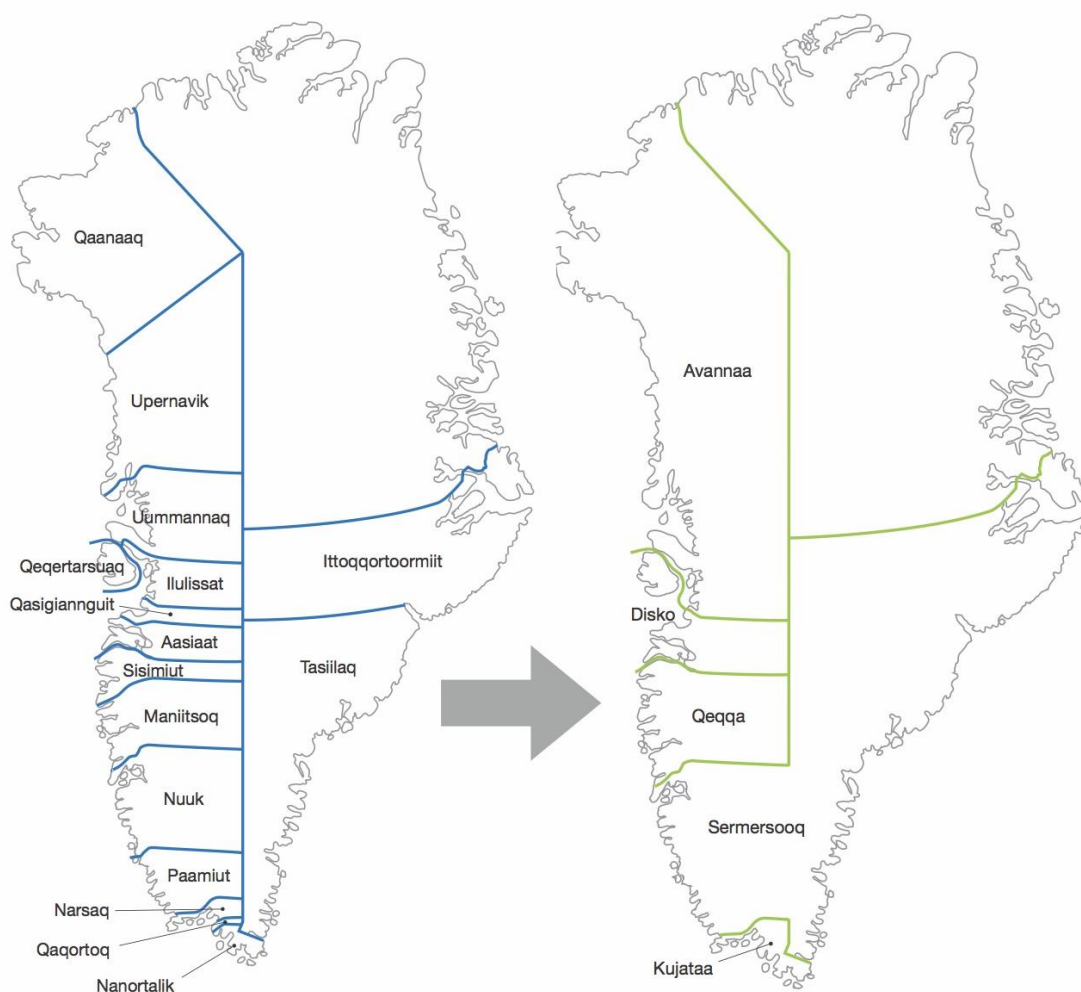 Qaanaaq
Upernavik
Uummannaq
Qeqertarsuaq
Ilulissat
Ittoqqortoormiit
Qasigiannguit
Aasiaat
Sisimiut
Tasiilaq
Maniitsoq
Nuuk
Paamiut
Narsaq
Qaqortoq
Nanortalik
Avannaa
Disko
Qeqqa
Sermersooq
Kujataa